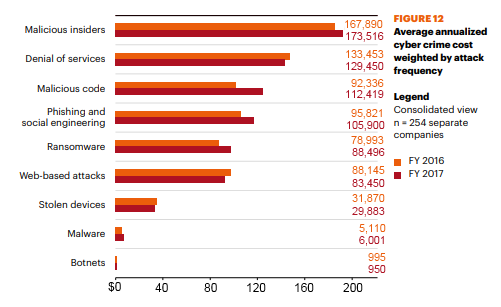 Malicious insiders
167,890
173,516
Denial of services
133,453
129,450
Malicious code
92,336
112,419
Phishing and
social engineering
95,821
105,900
Ransomware
78,993
88,496
Web-based attacks
88,145
83,450
Stolen devices
31,870
29,883
Malware
5,110
6,001
Botnets
995
950
$0 40 80 120 160 200
FIGURE 12
Average annualized
cyber crime cost
weighted by attack
frequency
Legend
Consolidated view
n = 254 separate
companies
FY 2016
FY 2017